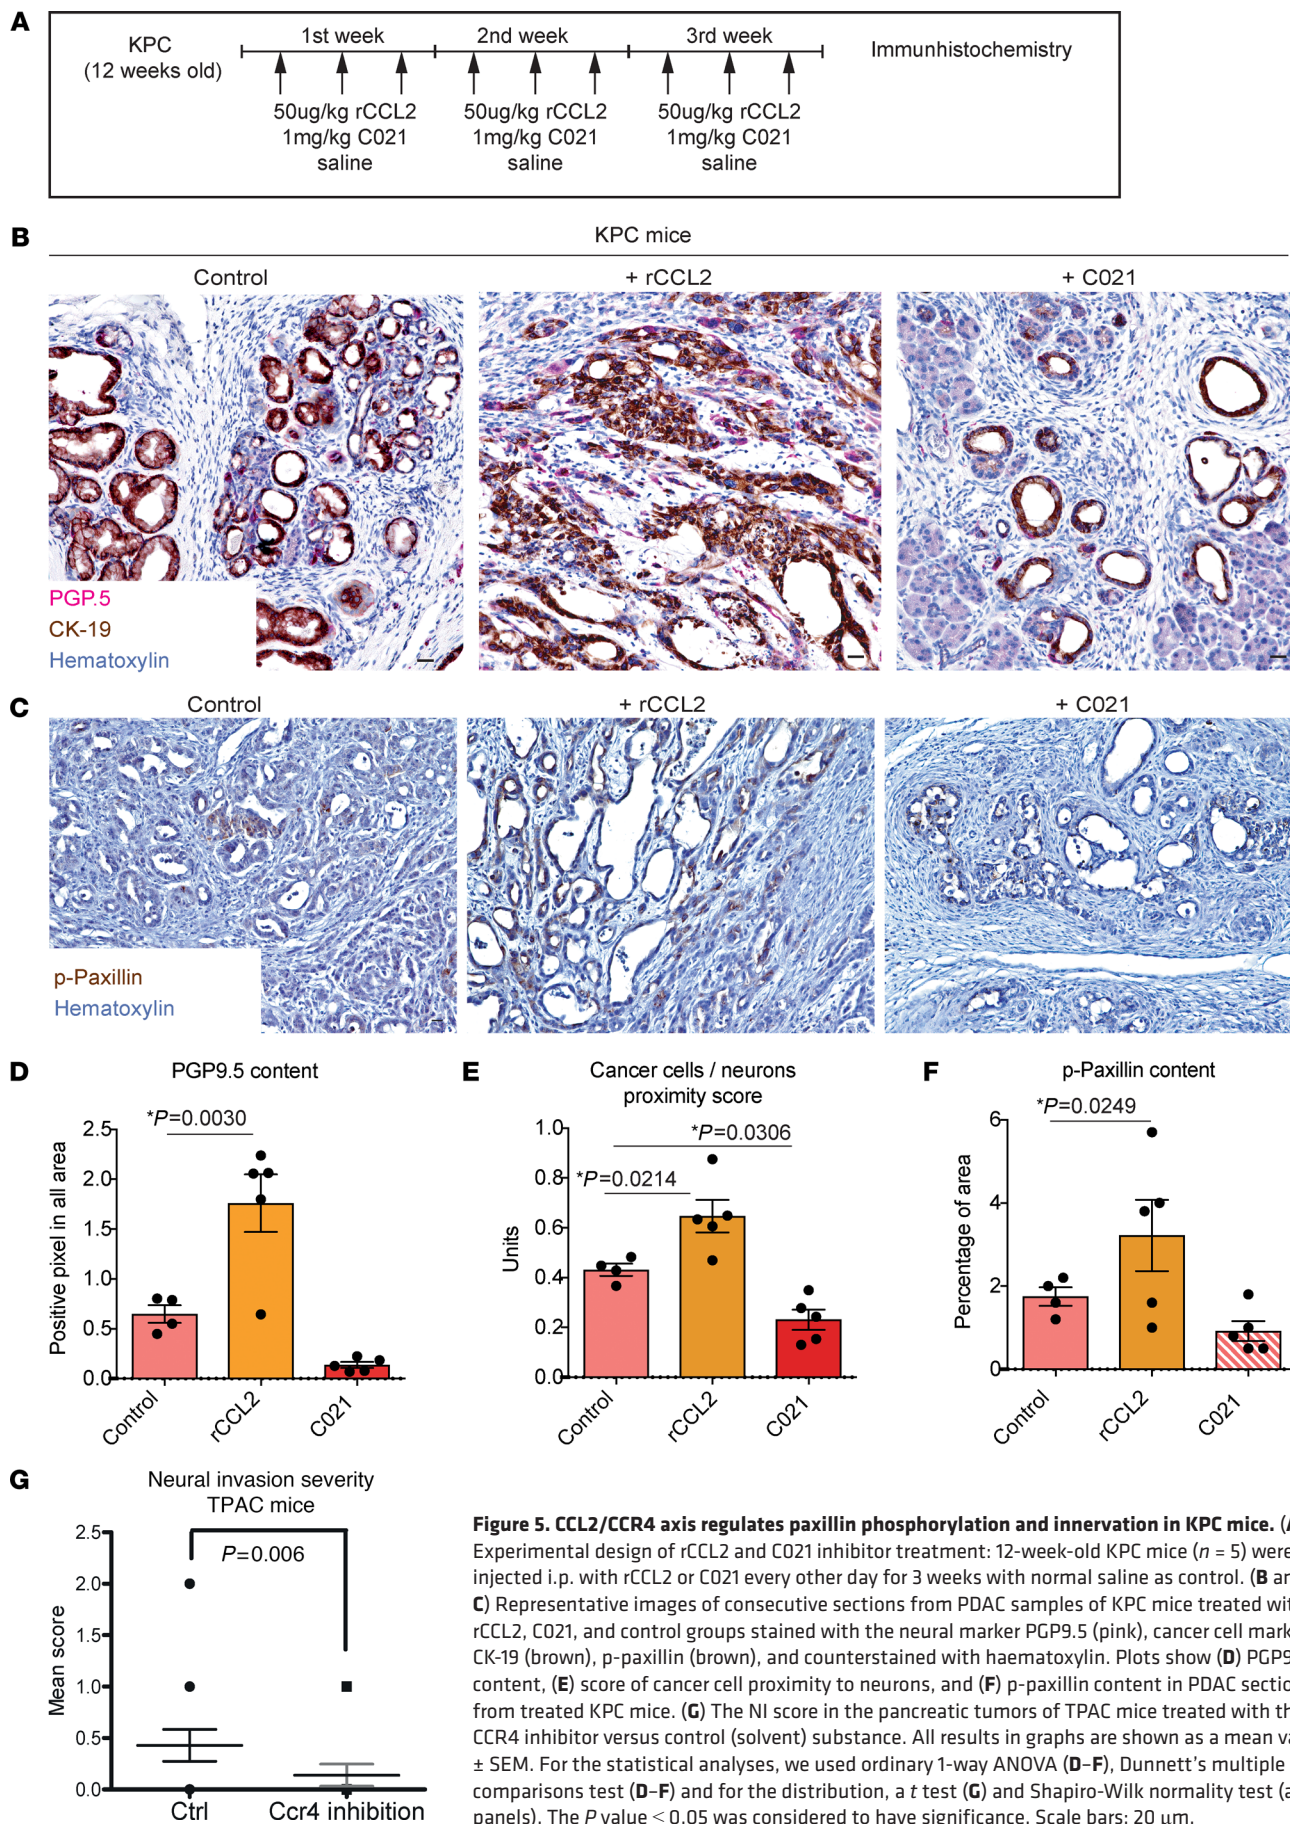 A
KPC
(12 weeks old)
1st week
2nd week
3rd week
Immunhistochemistry
50ug/kg rCCL2
1mg/kg C021
saline
50ug/kg rCCL2
1mg/kg C021
saline
50ug/kg rCCL2
1mg/kg C021
saline
B
KPC mice
Control
+ rCCL2
+ C021
PGP.5
CK-19
Hematoxylin
C
Control
+ rCCL2
+ C021
p-Paxillin
Hematoxylin
D
PGP9.5 content
*P=0.0030
Positive pixel in all area
2.5
2.0
1.5
1.0
0.5
0.0
Control
rCCL2
C021
E
Cancer cells / neurons
proximity score
*P=0.0306
*P=0.0214
Units
1.0
0.8
0.6
0.4
0.2
0.0
Control
rCCL2
C021
F
p-Paxillin content
*P=0.0249
Percentage of area
6
4
2
0
Control
rCCL2
C021
G
Neural invasion severity
TPAC mice
P=0.006
Mean score
2.5
2.0
1.5
1.0
0.5
0.0
Ctrl
Ccr4 inhibition
Figure 5. CCL2/CCR4 axis regulates paxillin phosphorylation and innervation in KPC mice. (A
Experimental design of rCCL2 and C021 inhibitor treatment: 12-week-old KPC mice (n = 5) were
injected i.p. with rCCL2 or C021 every other day for 3 weeks with normal saline as control. (B an
C) Representative images of consecutive sections from PDAC samples of KPC mice treated wit
rCCL2, C021, and control groups stained with the neural marker PGP9.5 (pink), cancer cell mark
CK-19 (brown), p-paxillin (brown), and counterstained with haematoxylin. Plots show (D) PGP9
content, (E) score of cancer cell proximity to neurons, and (F) p-paxillin content in PDAC section
from treated KPC mice. (G) The NI score in the pancreatic tumors of TPAC mice treated with th
CCR4 inhibitor versus control (solvent) substance. All results in graphs are shown as a mean va
± SEM. For the statistical analyses, we used ordinary 1-way ANOVA (D–F), Dunnett's multiple
comparisons test (D–F) and for the distribution, a t test (G) and Shapiro-Wilk normality test (a
panels). The P value < 0.05 was considered to have significance. Scale bars: 20 μm.